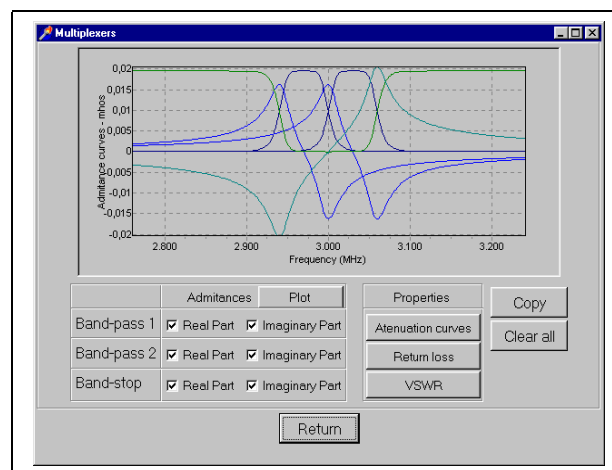 Multiplexers
Admitance curves - mhos
0,02
0,015
0,01
0,005
0
-0,005
-0,01
-0,015
-0,02
2.800 2.900 3.000 3.100 3.200
Frequency (MHz)
Admitances Plot
Band-pass 1 Real Part Imaginary Part
Band-pass 2 Real Part Imaginary Part
Band-stop Real Part Imaginary Part
Properties
Atenuation curves
Return loss
VSWR
Copy
Clear all
Return